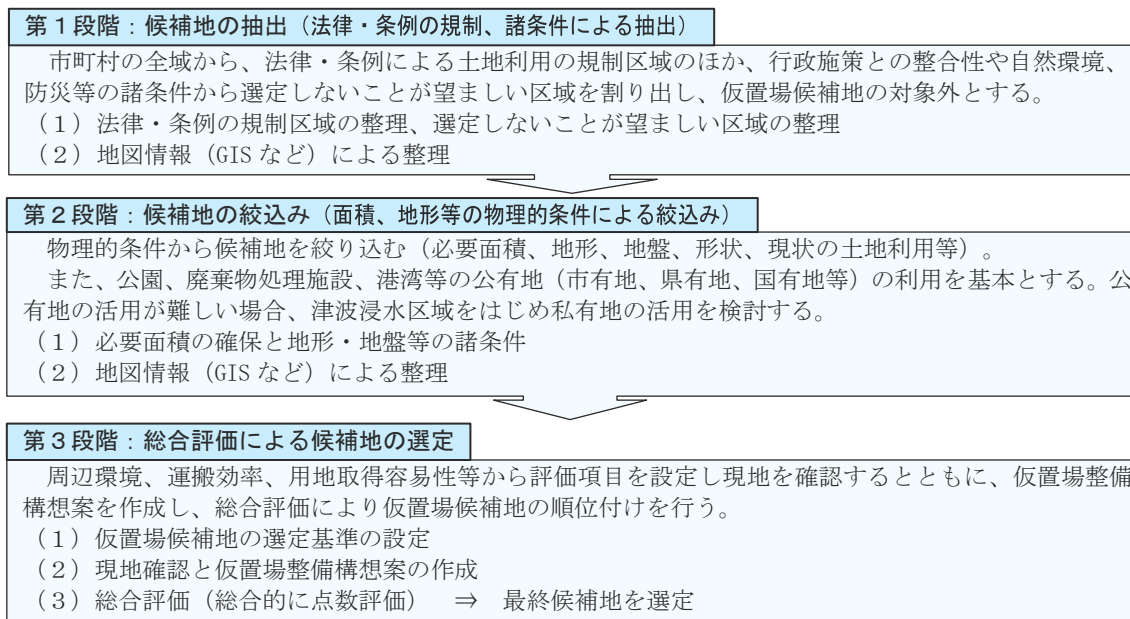 第1段階:候補地の抽出(法律・条例の規制、諸条件による抽出)
市町村の全域から、法律・条例による土地利用の規制区域のほか、行政施策との整合性や自然環境、
防災等の諸条件から選定しないことが望ましい区域を割り出し、仮置場候補地の対象外とする。
(1)法律・条例の規制区域の整理、選定しないことが望ましい区域の整理
(2)地図情報(GISなど)による整理
第2段階:候補地の絞込み(面積、地形等の物理的条件による絞込み)
物理的条件から候補地を絞り込む(必要面積、地形、地盤、形状、現状の土地利用等)。
また、公園、廃棄物処理施設、港湾等の公有地(市有地、県有地、国有地等)の利用を基本とする。公
有地の活用が難しい場合、津波浸水区域をはじめ私有地の活用を検討する。
(1)必要面積の確保と地形・地盤等の諸条件
(2)地図情報(GISなど)による整理
第3段階:総合評価による候補地の選定
周辺環境、運搬効率、用地取得容易性等から評価項目を設定し現地を確認するとともに、仮置場整備
構想案を作成し、総合評価により仮置場候補地の順位付けを行う。
(1)仮置場候補地の選定基準の設定
(2)現地確認と仮置場整備構想案の作成
(3)総合評価(総合的に点数評価) ⇒ 最終候補地を選定